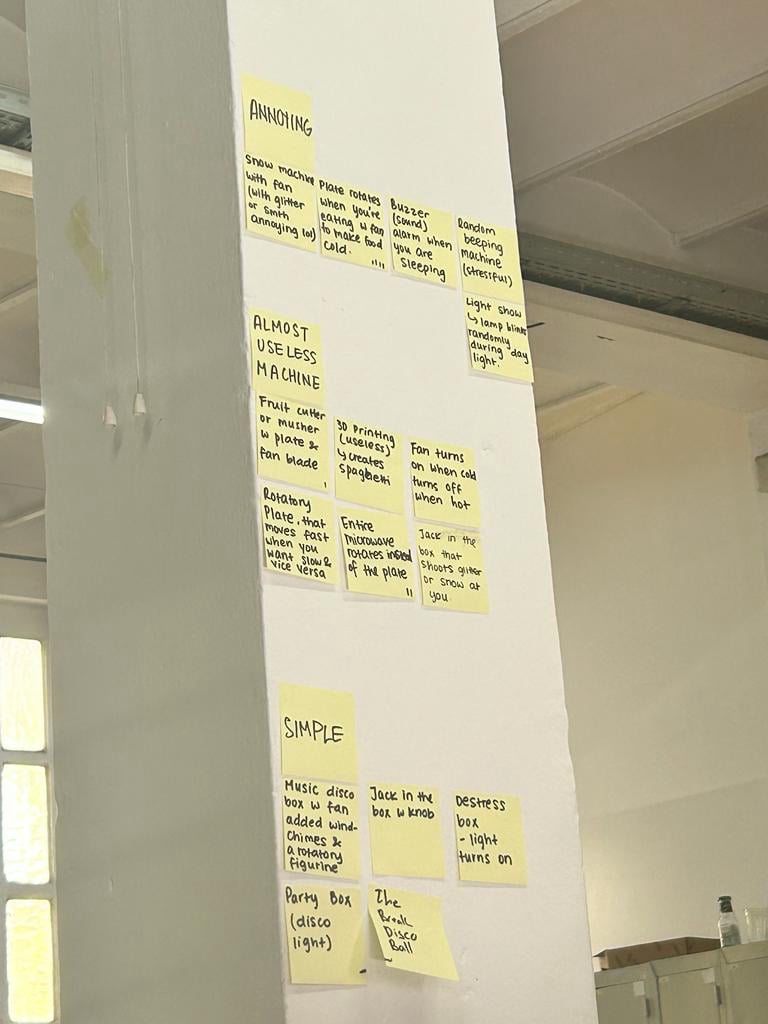 ANNOYING
Snow machine
with fan
(with glitter
or smth
annoying lol)
Plate rotates
when you're
eating w fan
to make food
cold.
Buzzer
(sound)
alarm when
you are
sleeping
Random
beeping
machine
(stressful)
Light show
↳ lamp blinks
randomly
during day
light.
ALMOST
USELESS
MACHINE
Fruit cutter
or musher
w plate &
fan blade
3D Printing
(useless)
↳ creates
spaghetti
Fan turns
on when cold
turns off
when hot
Rotatory
Plate, that
moves fast
when you
want slow &
vice versa
Entire
microwave
rotates instead
of the plate
Jack in the
box that
shoots glitter
or snow at
you.
SIMPLE
Music disco
box w fan
added wind-
chimes &
a rotatory
figurine
Jack in the
box w knob
Destress
box
- light
turns on
Party Box
(disco
light)
The
Break
Disco
Ball